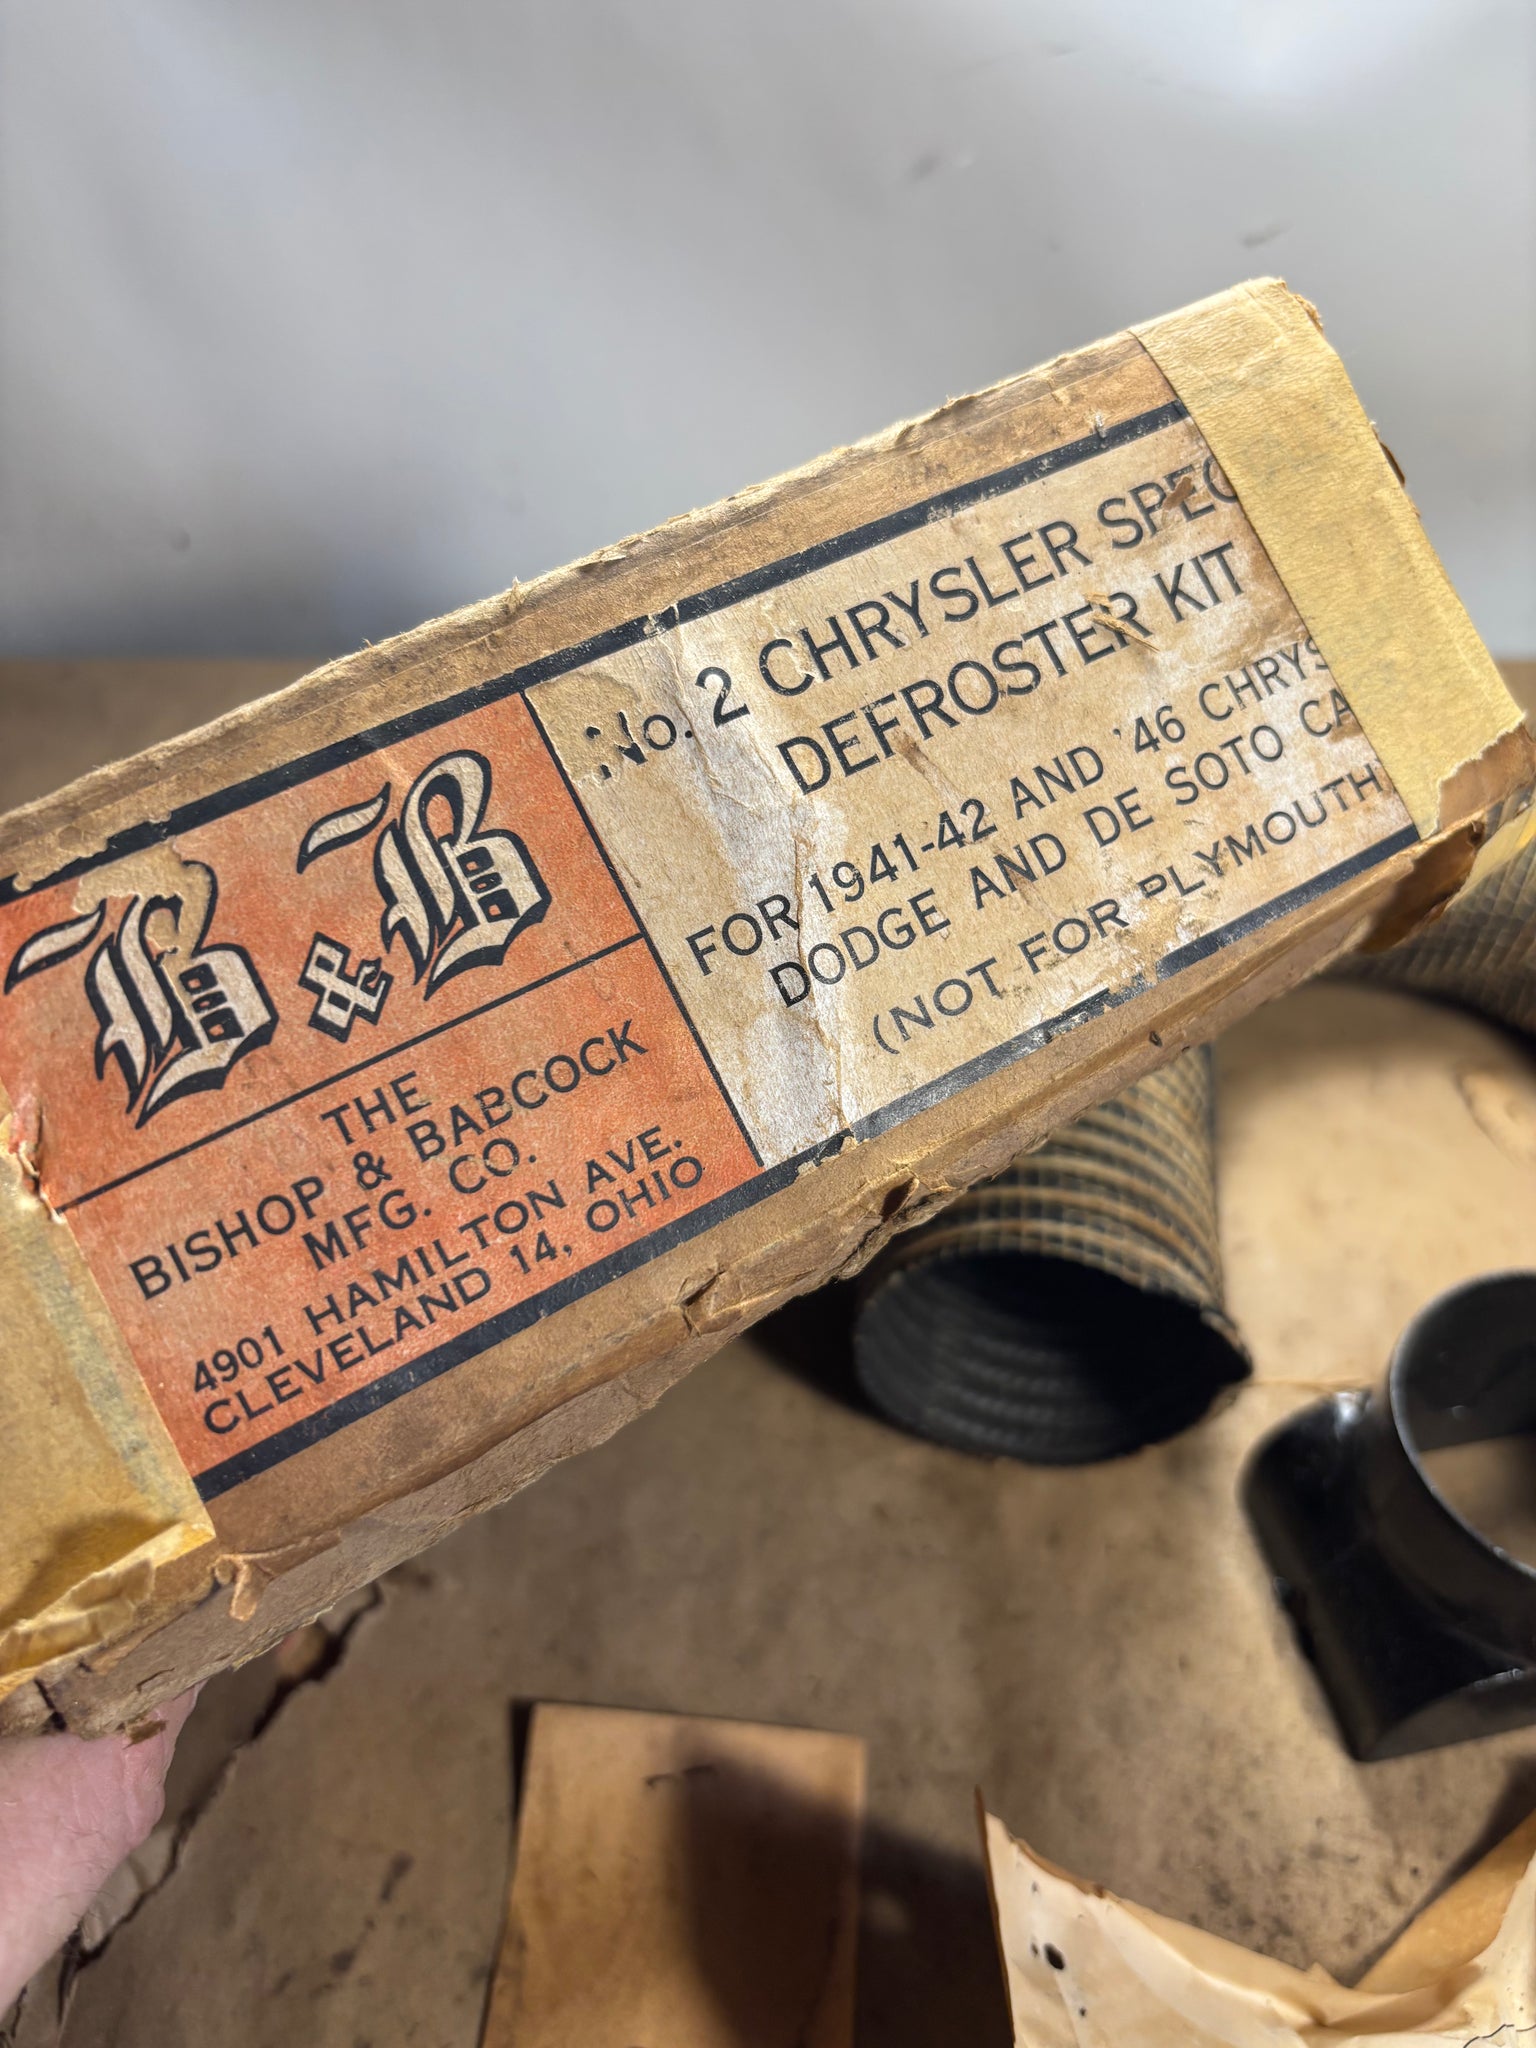 B & B
THE
BISHOP & BABCOCK
MFG. CO.
4901 HAMILTON AVE.
CLEVELAND 14, OHIO
No. 2 CHRYSLER SPEC
DEFROSTER KIT
FOR 1941-42 AND '46 CHRYS
DODGE AND DE SOTO CA
(NOT FOR PLYMOUTH)